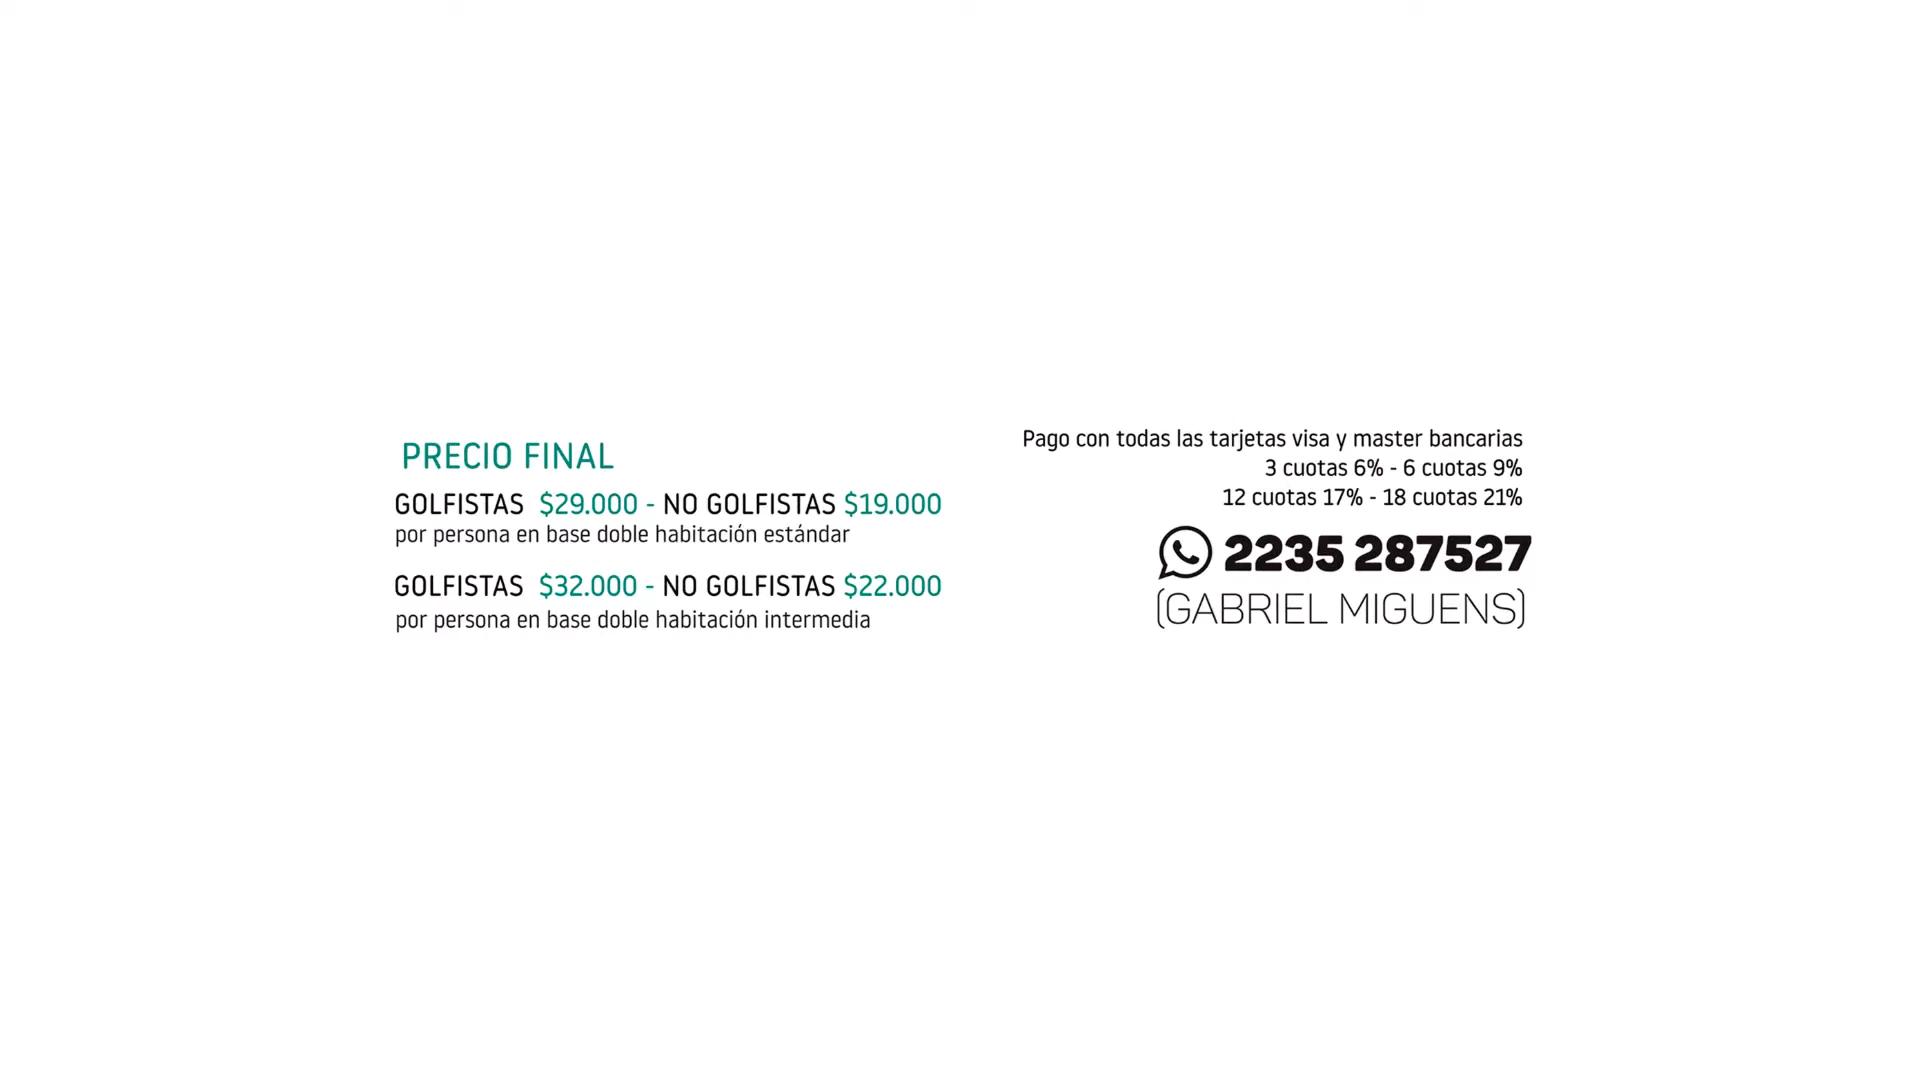 PRECIO FINAL
GOLFISTAS $29.000 - NO GOLFISTAS $19.000
por persona en base doble habitación estándar
GOLFISTAS $32.000 - NO GOLFISTAS $22.000
por persona en base doble habitación intermedia
Pago con todas las tarjetas visa y master bancarias
3 cuotas 6% - 6 cuotas 9%
12 cuotas 17% - 18 cuotas 21%
2235 287527
(GABRIEL MIGUENS)